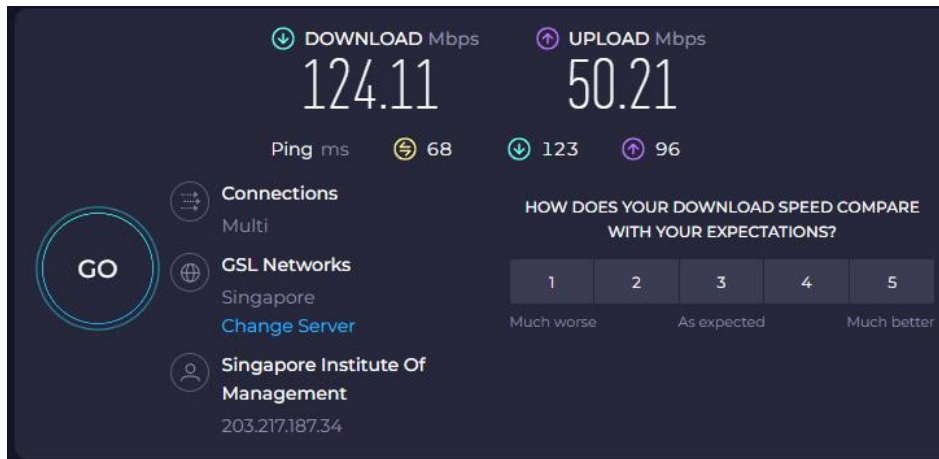 DOWNLOAD Mbps
124.11
UPLOAD Mbps
50.21
Ping ms 68 123 96
GO
Connections
Multi
GSL Networks
Singapore
Change Server
Singapore Institute Of
Management
203.217.187.34
HOW DOES YOUR DOWNLOAD SPEED COMPARE
WITH YOUR EXPECTATIONS?
1 2 3 4 5
Much worse As expected Much better